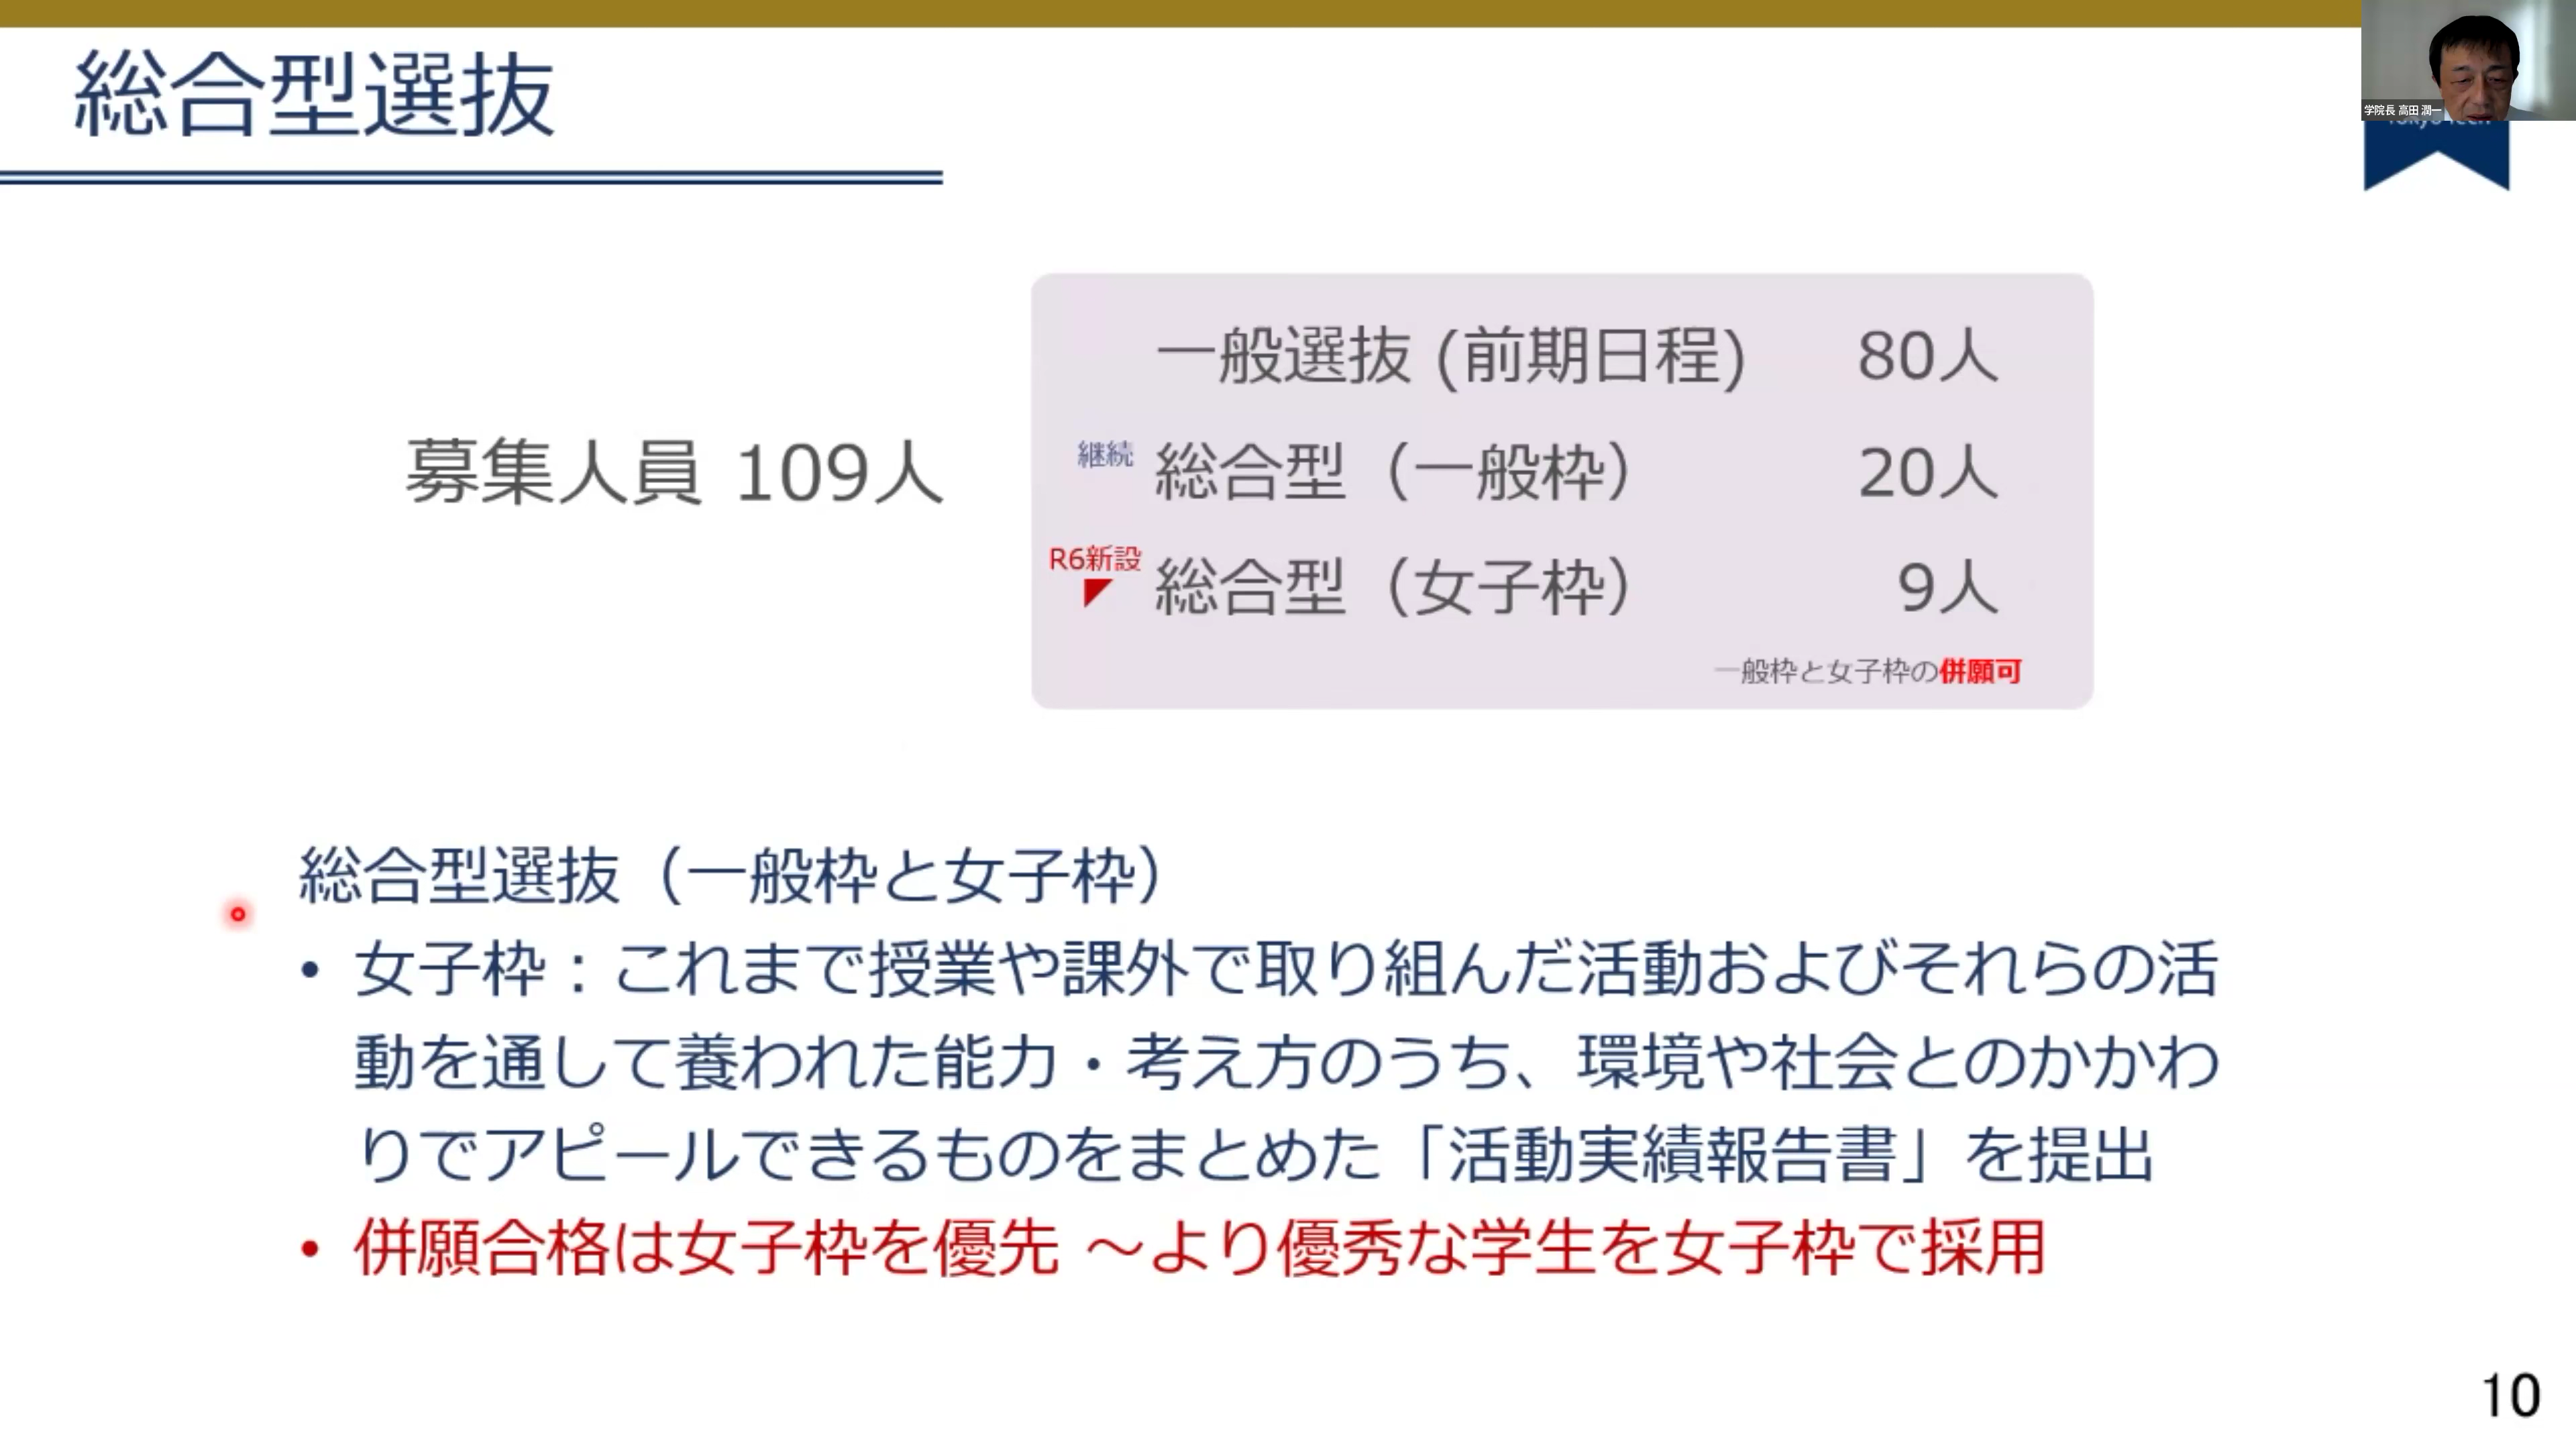 総合型選抜
学院長 高田 潤一
募集人員 109人
一般選抜 (前期日程) 80人
継続 総合型（一般枠） 20人
R6新設
総合型（女子枠） 9人
一般枠と女子枠の併願可
総合型選抜（一般枠と女子枠）
• 女子枠：これまで授業や課外で取り組んだ活動およびそれらの活
動を通して養われた能力・考え方のうち、環境や社会とのかかわ
りでアピールできるものをまとめた「活動実績報告書」を提出
• 併願合格は女子枠を優先 ～より優秀な学生を女子枠で採用
10